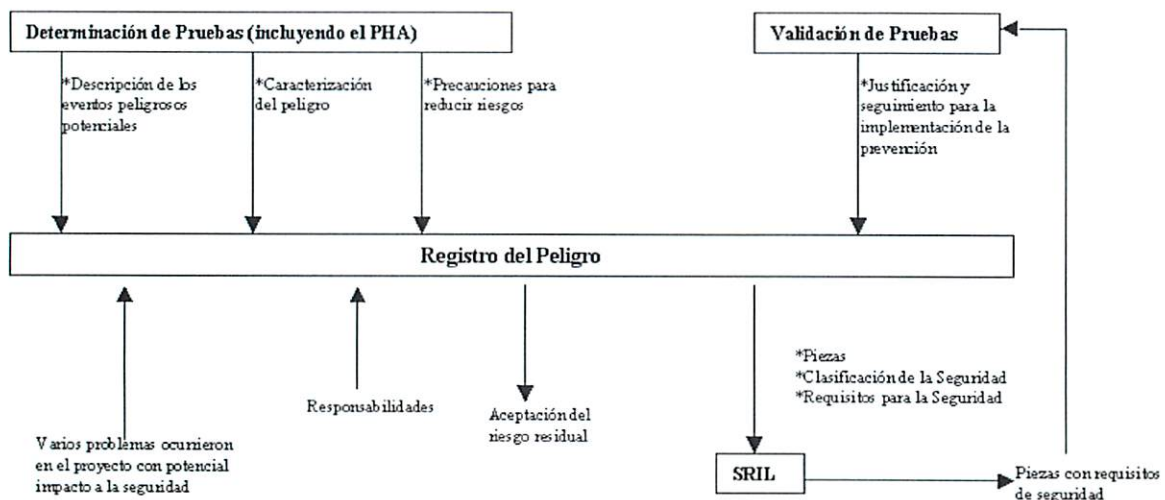 Determinación de Pruebas (incluyendo el PHA)
Validación de Pruebas
*Descripción de los
eventos peligrosos
potenciales
*Caracterización
del peligro
*Precauciones para
reducir riesgos
*Justificación y
seguimiento para la
implementación de la
prevención
Registro del Peligro
Varios problemas ocurrieron
en el proyecto con potencial
impacto a la seguridad
Responsabilidades
Aceptación del
riesgo residual
*Piezas
*Clasificación de la Seguridad
*Requisitos para la Seguridad
SRIL
Piezas con requisitos
de seguridad